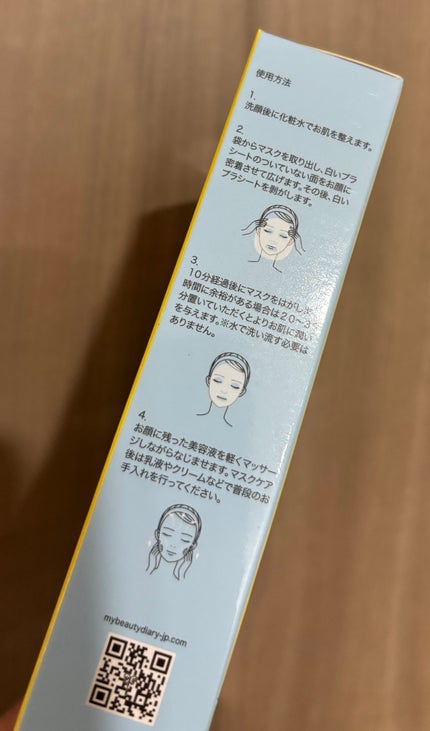 使用方法
1.
洗顔後に化粧水でお肌を整えます。
2.
袋からマスクを取り出し、白いプラ
シートのついていない面をお顔に
密着させて広げます。その後、白い
プラシートを剥がします。
3.
10分経過後にマスクをはがし
時間に余裕がある場合は20〜3
分置いていただくとよりお肌に潤い
を与えます。※水で洗い流す必要は
ありません。
4.
お顔に残った美容液を軽くマッサー
ジしながらなじませます。マスクケア
後は乳液やクリームなどで普段のお
手入れを行ってください。
mybeautydiary-jp.com